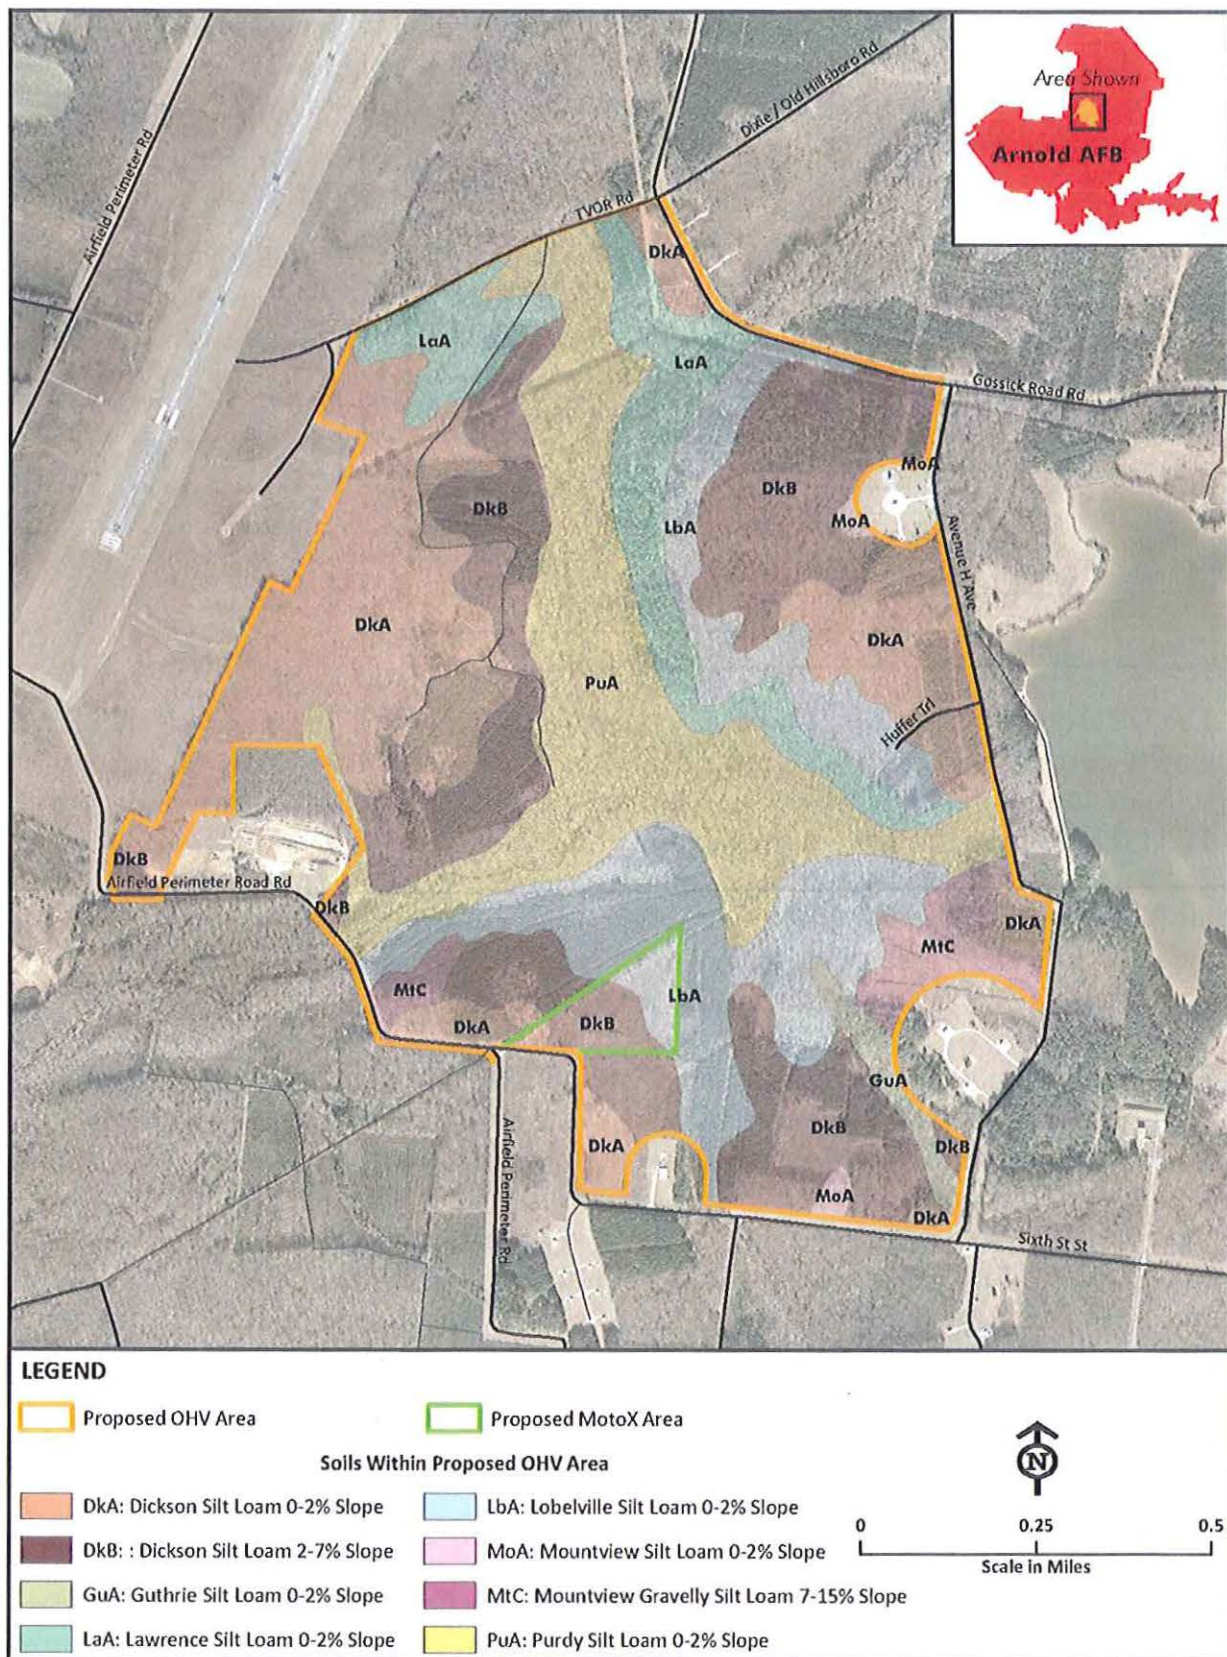 Area Shown
Arnold AFB
Airfield Perimeter Rd
Dixie / Old Hillsboro Rd
TVOR Rd
DkA
LaA
LaA
Gossick Road Rd
MoA
DkB
DkB
MoA
LbA
Avenue H Ave
DkA
DkA
PuA
Huffer Trl
DkB
Airfield Perimeter Road Rd
DkB
DkA
MtC
MtC
LbA
DkB
DkA
GuA
Airfield Perimeter Rd
DkA
DkB
DkB
MoA
DkA
Sixth St St
LEGEND
Proposed OHV Area
Proposed MotoX Area
Soils Within Proposed OHV Area
DkA: Dickson Silt Loam 0-2% Slope
LbA: Lobelville Silt Loam 0-2% Slope
DkB: : Dickson Silt Loam 2-7% Slope
MoA: Mountview Silt Loam 0-2% Slope
GuA: Guthrie Silt Loam 0-2% Slope
MtC: Mountview Gravelly Silt Loam 7-15% Slope
LaA: Lawrence Silt Loam 0-2% Slope
PuA: Purdy Silt Loam 0-2% Slope
N
0 0.25 0.5
Scale in Miles